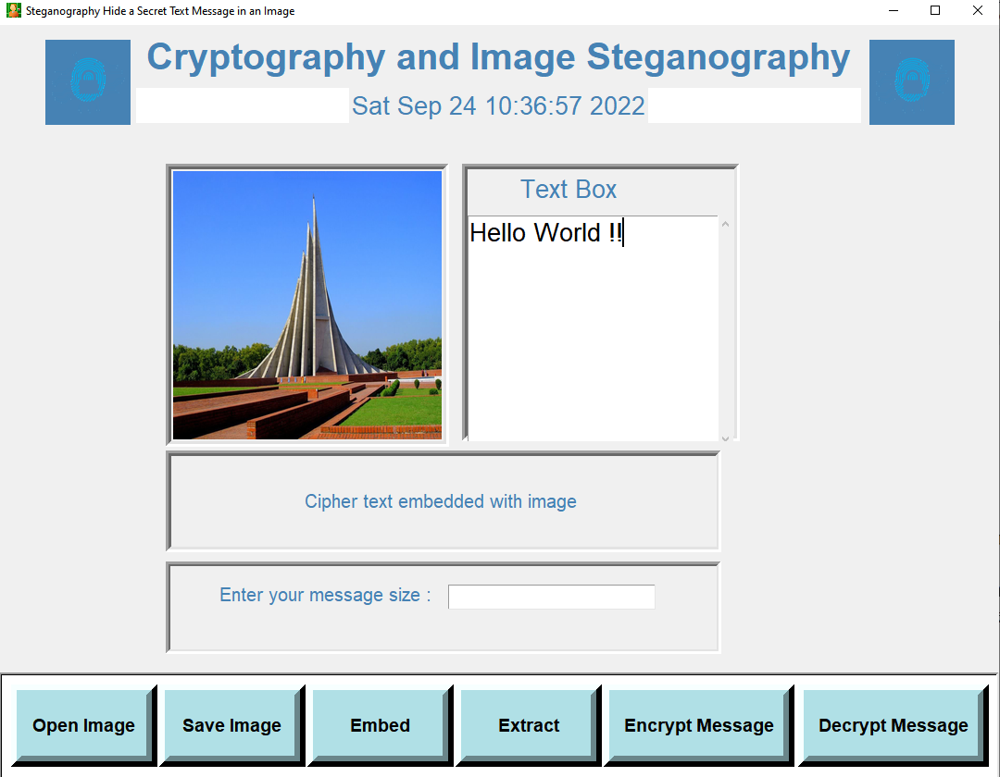 Steganography Hide a Secret Text Message in an Image
Cryptography and Image Steganography
Sat Sep 24 10:36:57 2022
Text Box
Hello World !!
Cipher text embedded with image
Enter your message size :
Open Image
Save Image
Embed
Extract
Encrypt Message
Decrypt Message